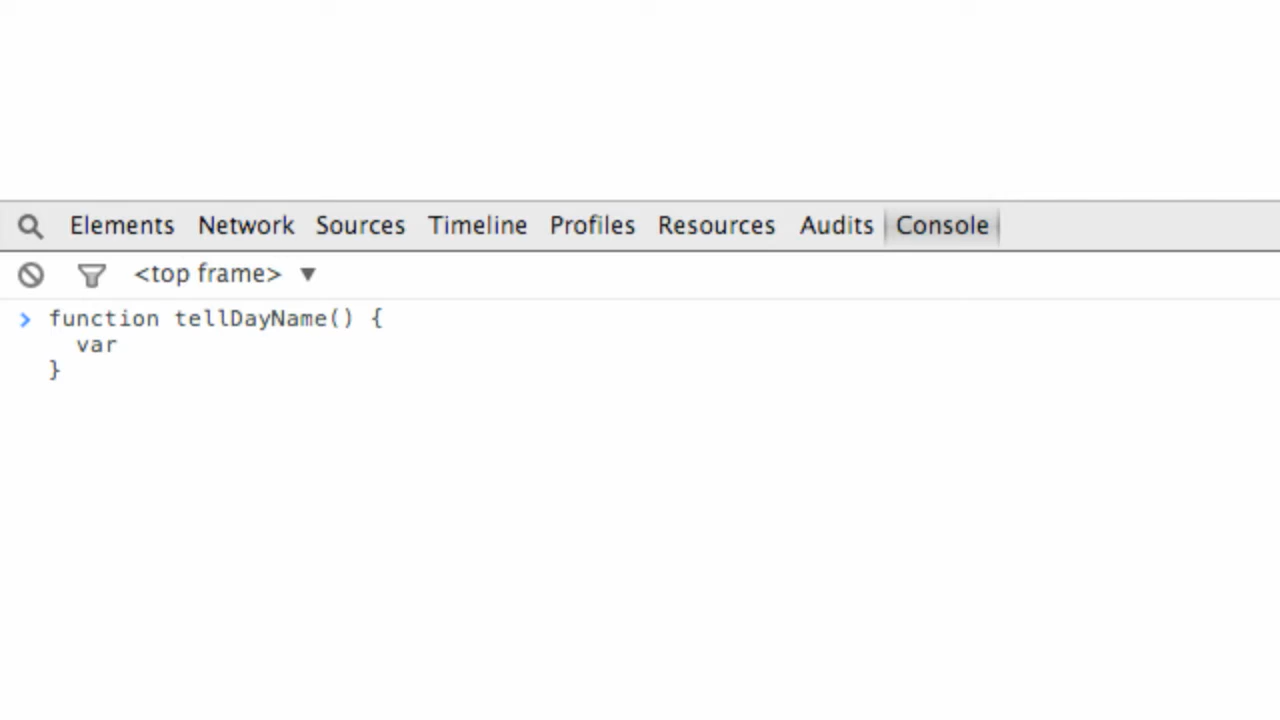 Elements Network Sources Timeline Profiles Resources Audits Console
<top frame> ▼
function tellDayName() {
var
}